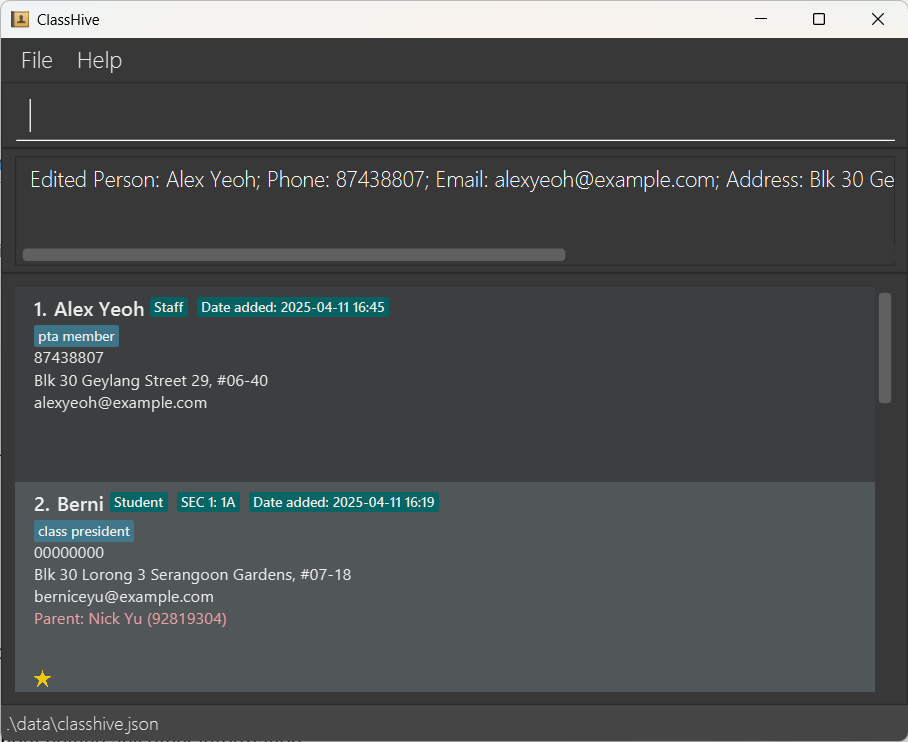 ClassHive
File Help
Edited Person: Alex Yeoh; Phone: 87438807; Email: alexyeoh@example.com; Address: Blk 30 Ge
1. Alex Yeoh Staff Date added: 2025-04-11 16:45
pta member
87438807
Blk 30 Geylang Street 29, #06-40
alexyeoh@example.com
2. Berni Student SEC 1: 1A Date added: 2025-04-11 16:19
class president
00000000
Blk 30 Lorong 3 Serangoon Gardens, #07-18
berniceyu@example.com
Parent: Nick Yu (92819304)
.\data\classhive.json